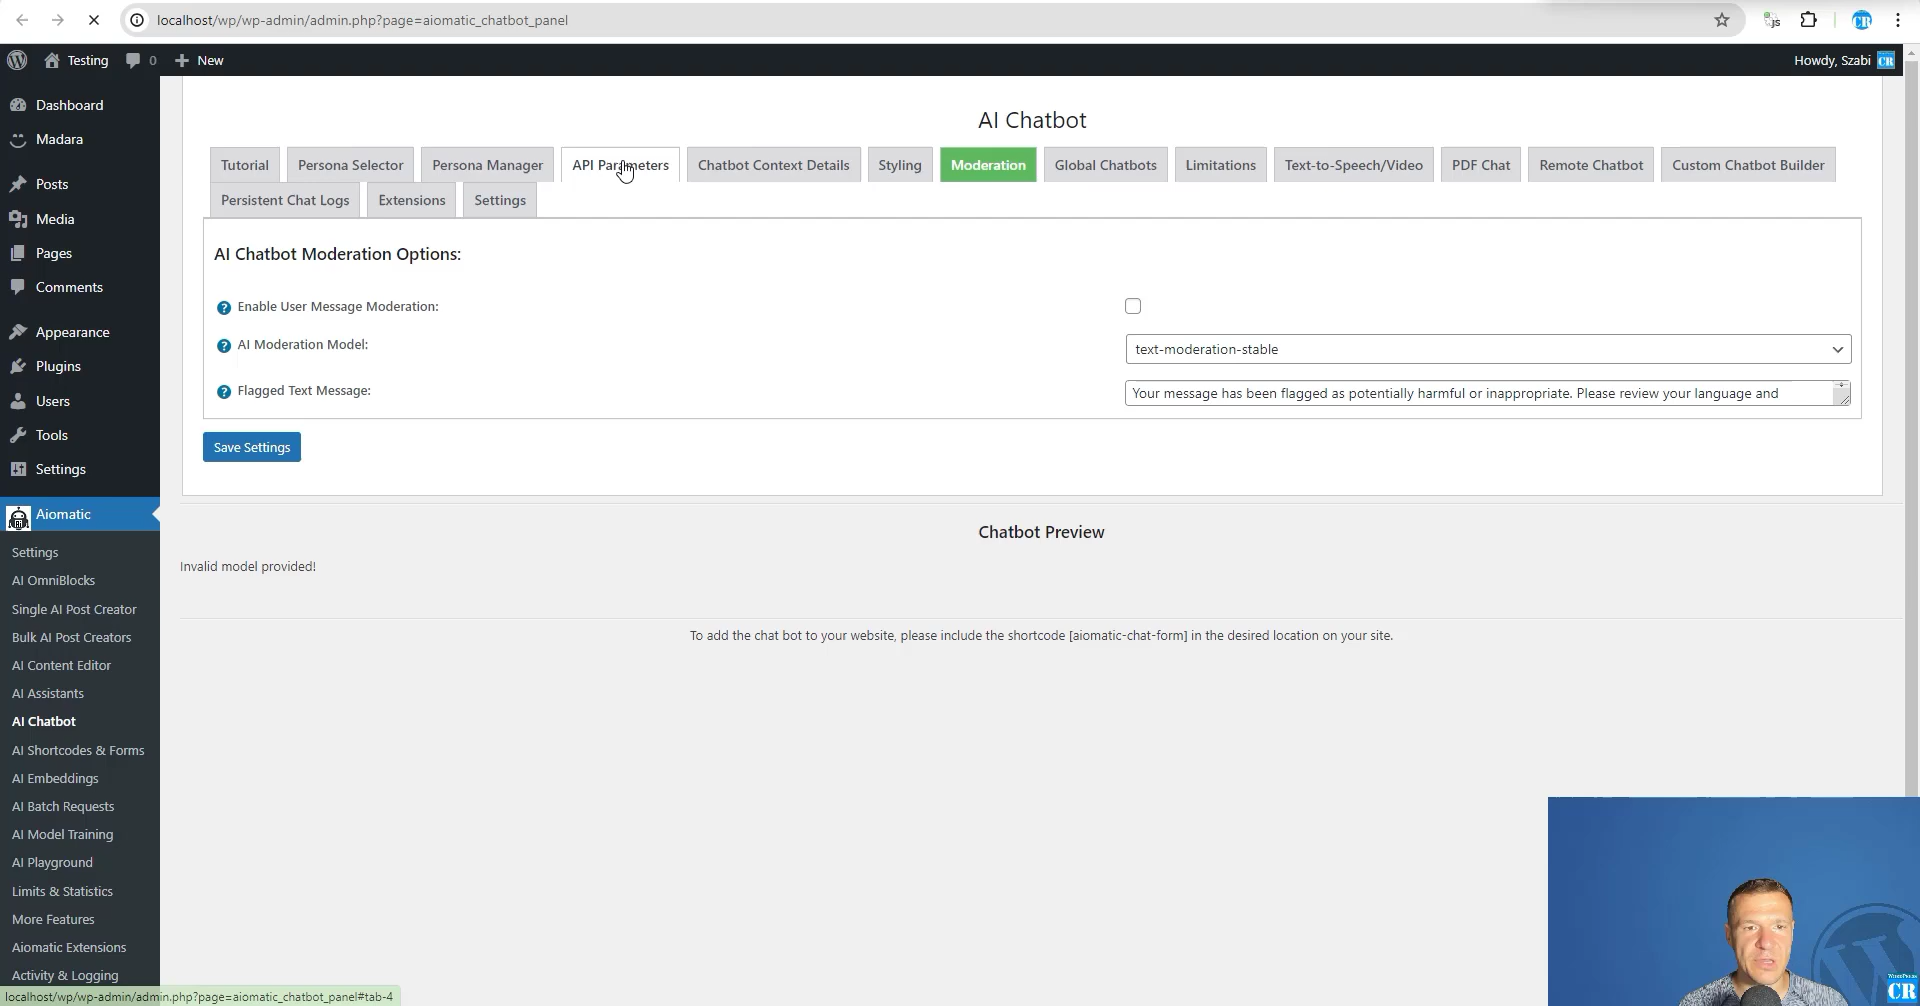 localhost/wp/wp-admin/admin.php?page=aiomatic_chatbot_panel
js
CR
Testing
0
New
Howdy, Szabi
CR
Dashboard
Madara
Posts
Media
Pages
Comments
Appearance
Plugins
Users
Tools
Settings
Aiomatic
Settings
AI OmniBlocks
Single AI Post Creator
Bulk AI Post Creators
AI Content Editor
AI Assistants
AI Chatbot
AI Shortcodes & Forms
AI Embeddings
AI Batch Requests
AI Model Training
AI Playground
Limits & Statistics
More Features
Aiomatic Extensions
Activity & Logging
AI Chatbot
Tutorial
Persona Selector
Persona Manager
API Parameters
Chatbot Context Details
Styling
Moderation
Global Chatbots
Limitations
Text-to-Speech/Video
PDF Chat
Remote Chatbot
Custom Chatbot Builder
Persistent Chat Logs
Extensions
Settings
AI Chatbot Moderation Options:
? Enable User Message Moderation:
? AI Moderation Model:
text-moderation-stable
? Flagged Text Message:
Your message has been flagged as potentially harmful or inappropriate. Please review your language and
Save Settings
Chatbot Preview
Invalid model provided!
To add the chat bot to your website, please include the shortcode [aiomatic-chat-form] in the desired location on your site.
WORDPRESS
CR
localhost/wp/wp-admin/admin.php?page=aiomatic_chatbot_panel#tab-4